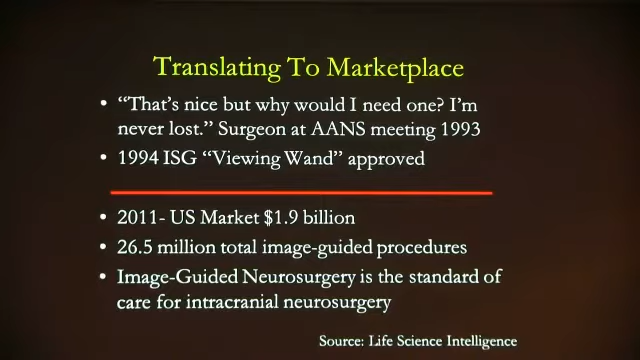 Translating To Marketplace
• “That’s nice but why would I need one? I’m
never lost.” Surgeon at AANS meeting 1993
• 1994 ISG “Viewing Wand” approved
• 2011- US Market $1.9 billion
• 26.5 million total image-guided procedures
• Image-Guided Neurosurgery is the standard of
care for intracranial neurosurgery
Source: Life Science Intelligence